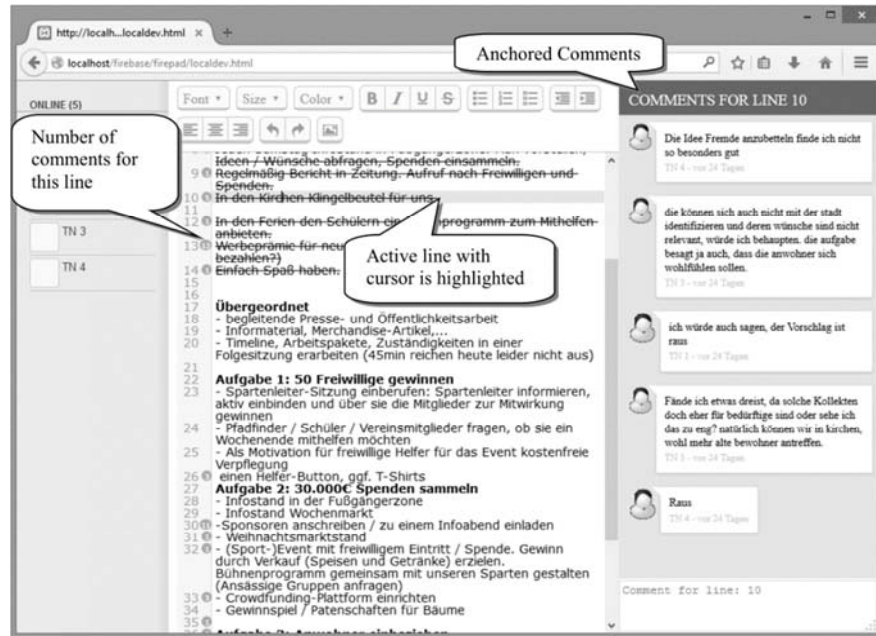 http://localh...localdev.html
localhost/firebase/firepad/localdev.html
Anchored Comments
ONLINE (5)
Number of
comments for
this line
TN 3
TN 4
Font Size Color B I U S
Ideen / Wünsche abfragen, Spenden einsammeln.
9 Regelmäßig Bericht in Zeitung. Aufruf nach Freiwilligen und
Spenden.
10 In den Kirchen Klingelbeutel für uns.
11
12 In den Ferien den Schülern ein programm zum Mithelfen
anbieten.
13 Werbeprämie für neu
bezahlen?)
14 Einfach Spaß haben.
Active line with
cursor is highlighted
15
16
17 Übergeordnet
18 - begleitende Presse- und Öffentlichkeitsarbeit
19 - Informaterial, Merchandise-Artikel,...
20 - Timeline, Arbeitspakete, Zuständigkeiten in einer
Folgesitzung erarbeiten (45min reichen heute leider nicht aus)
21
22 Aufgabe 1: 50 Freiwillige gewinnen
23 - Spartenleiter-Sitzung einberufen: Spartenleiter informieren,
aktiv einbinden und über sie die Mitglieder zur Mitwirkung
gewinnen
24 - Pfadfinder / Schüler / Vereinsmitglieder fragen, ob sie ein
Wochenende mithelfen möchten
25 - Als Motivation für freiwillige Helfer für das Event kostenfreie
Verpflegung
26 einen Helfer-Button, ggf. T-Shirts
27 Aufgabe 2: 30.000€ Spenden sammeln
28 - Infostand in der Fußgängerzone
29 - Infostand Wochenmarkt
30 -Sponsoren anschreiben / zu einem Infoabend einladen
31 - Weihnachtsmarktstand
32 - (Sport-)Event mit freiwilligem Eintritt / Spende. Gewinn
durch Verkauf (Speisen und Getränke) erzielen.
Bühnenprogramm gemeinsam mit unseren Sparten gestalten
(Ansässige Gruppen anfragen)
33 - Crowdfunding-Plattform einrichten
34 - Gewinnspiel / Patenschaften für Bäume
35
COMMENTS FOR LINE 10
Die Idee Fremde anzubetteln finde ich nicht
so besonders gut
TN 4 - vor 24 Tagen
die können sich auch nicht mit der stadt
identifizieren und deren wünsche sind nicht
relevant, würde ich behaupten. die aufgabe
besagt ja auch, dass die anwohner sich
wohlfühlen sollen.
TN 3 - vor 24 Tagen
ich würde auch sagen, der Vorschlag ist
raus
TN 1 - vor 24 Tagen
Fände ich etwas dreist, da solche Kollekten
doch eher für bedürftige sind oder sehe ich
das zu eng? natürlich können wir in kirchen,
wohl mehr alte bewohner antreffen.
TN 3 - vor 24 Tagen
Raus
TN 4 - vor 24 Tagen
Comment for line: 10